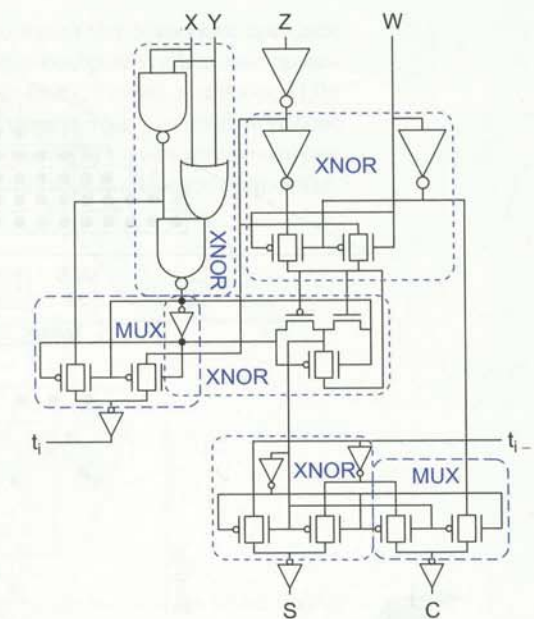 X Y Z W
XNOR
XNOR
MUX
XNOR
tᵢ
tᵢ₋
XNOR
MUX
S C